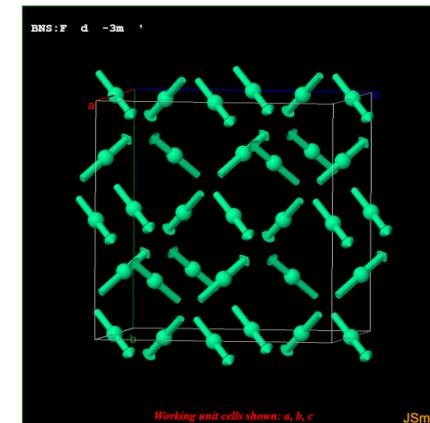 BNS:F d -3m '
a
c
b
Working unit cells shown: a, b, c
JSm